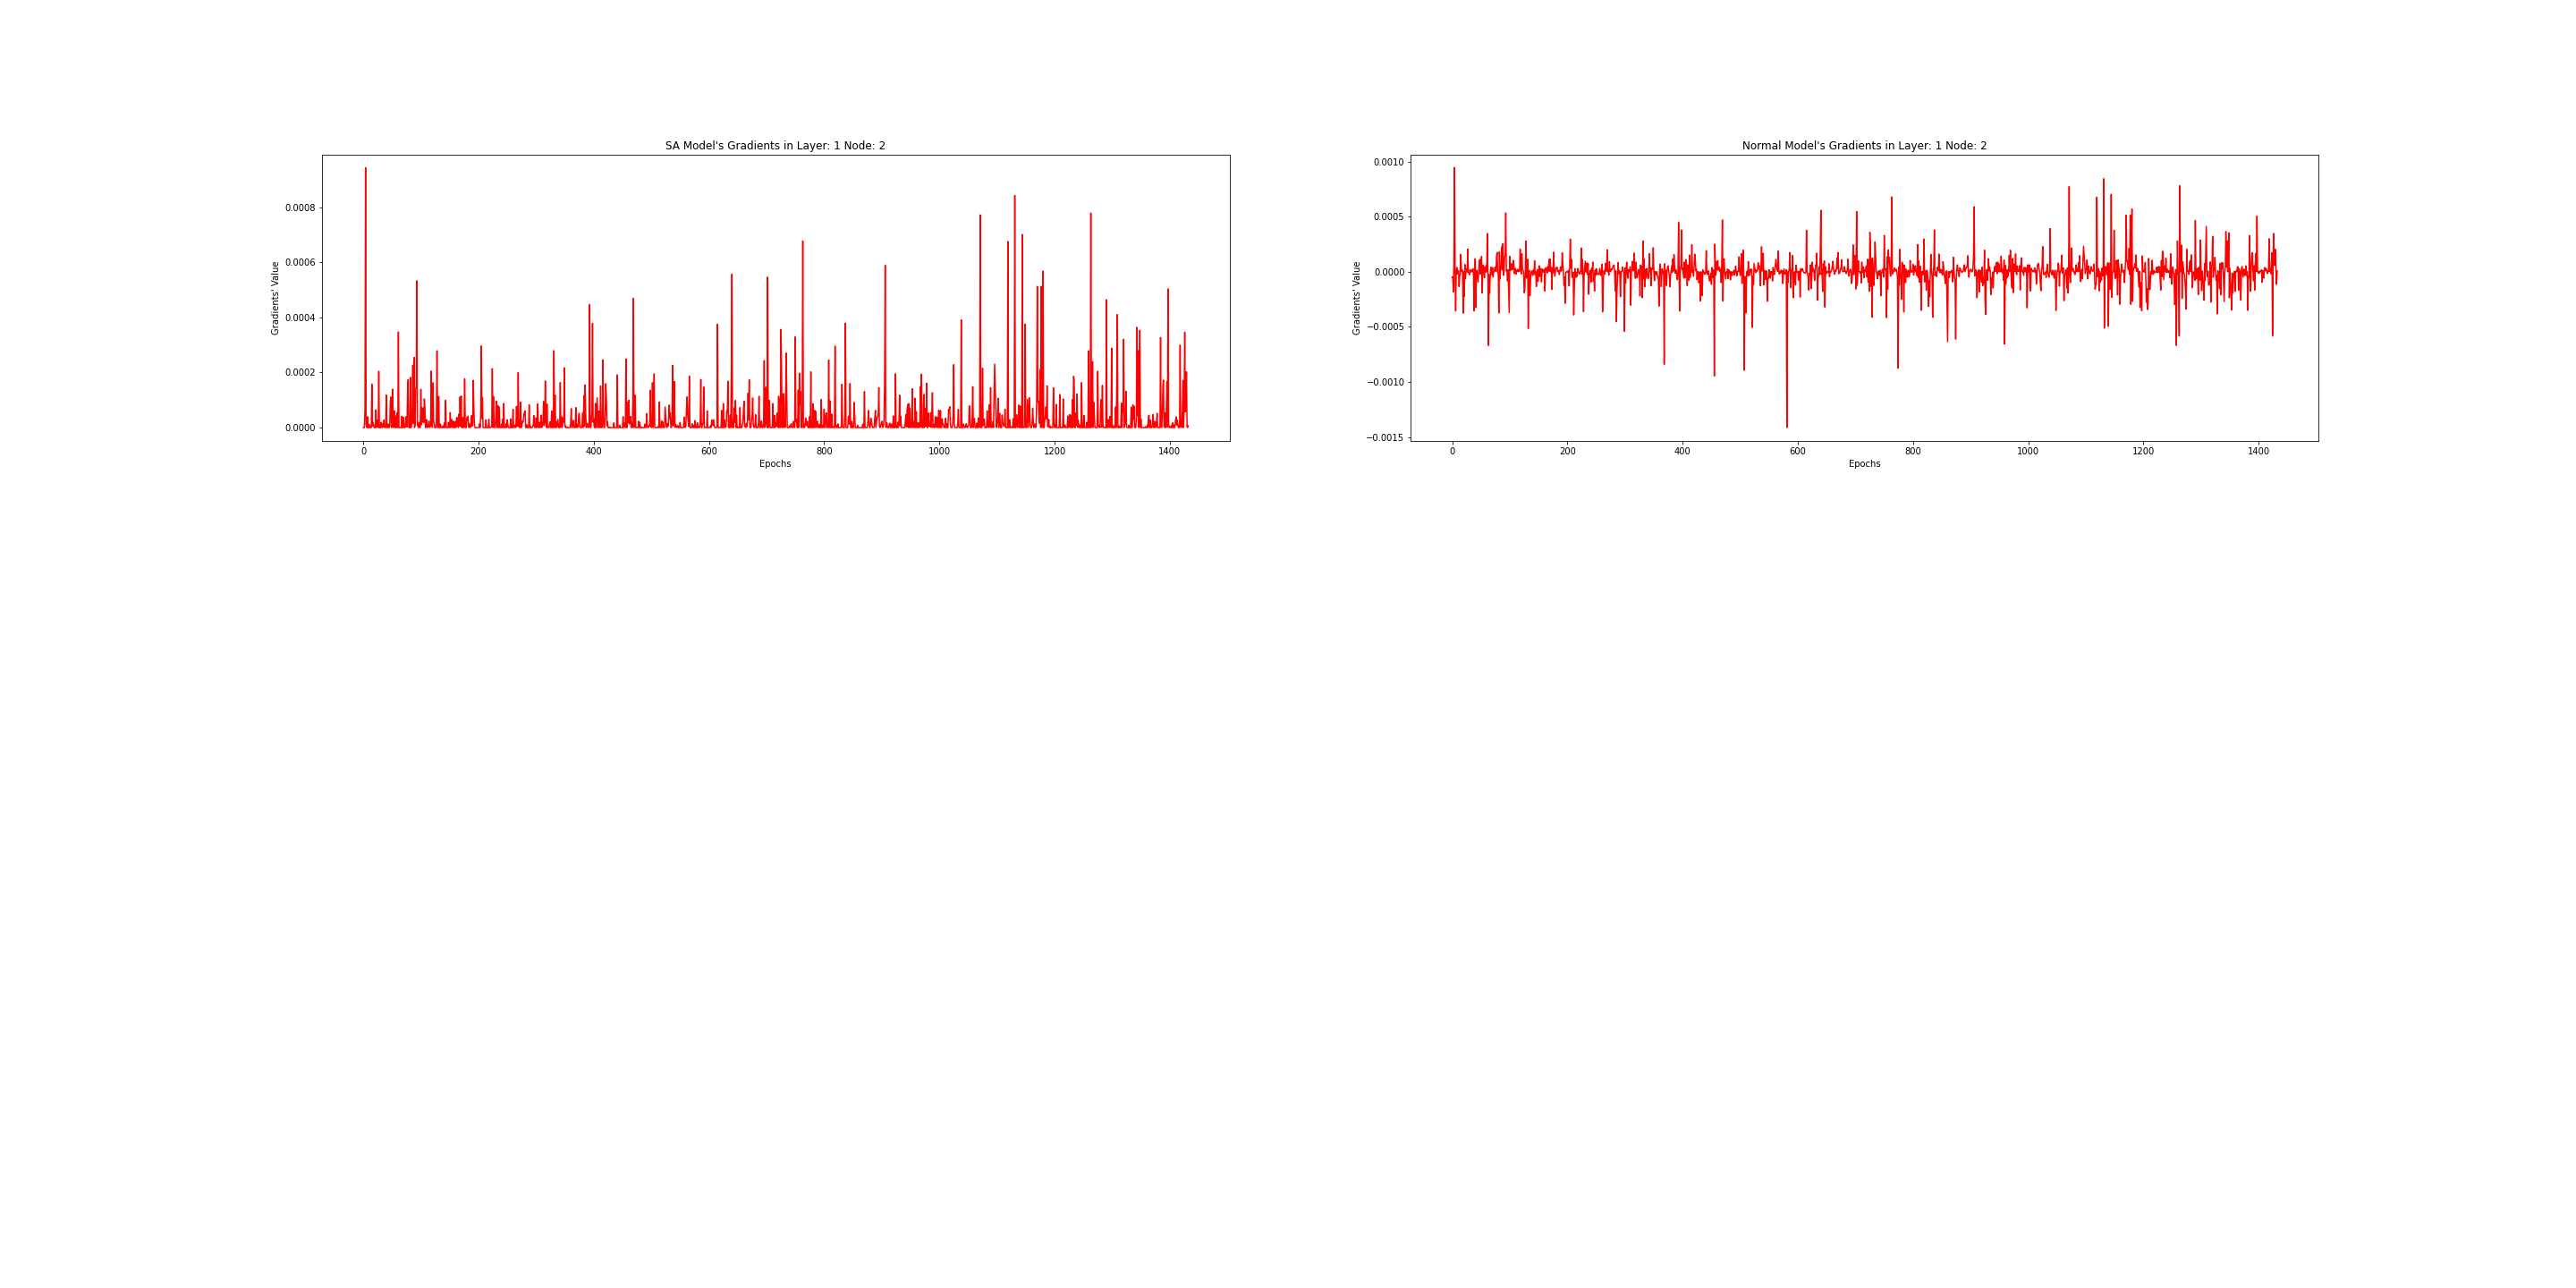 SA Model's Gradients in Layer: 1 Node: 2
Gradients' Value
0.0008
0.0006
0.0004
0.0002
0.0000
0 200 400 600 800 1000 1200 1400
Epochs
Normal Model's Gradients in Layer: 1 Node: 2
Gradients' Value
0.0010
0.0005
0.0000
−0.0005
−0.0010
−0.0015
0 200 400 600 800 1000 1200 1400
Epochs